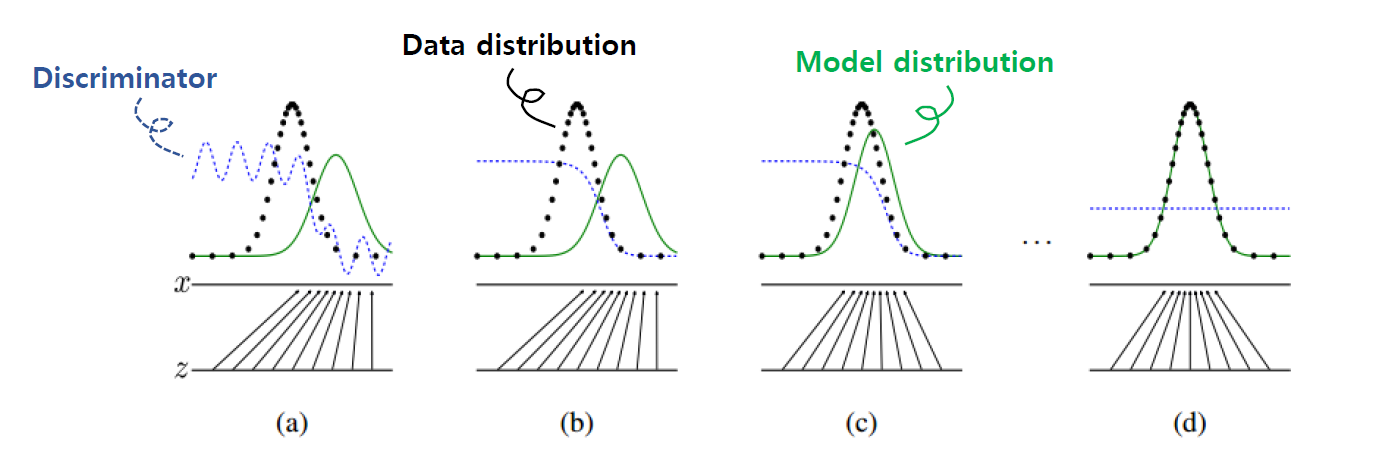 Discriminator
Data distribution
Model distribution
...
x
z
(a)
(b)
(c)
(d)